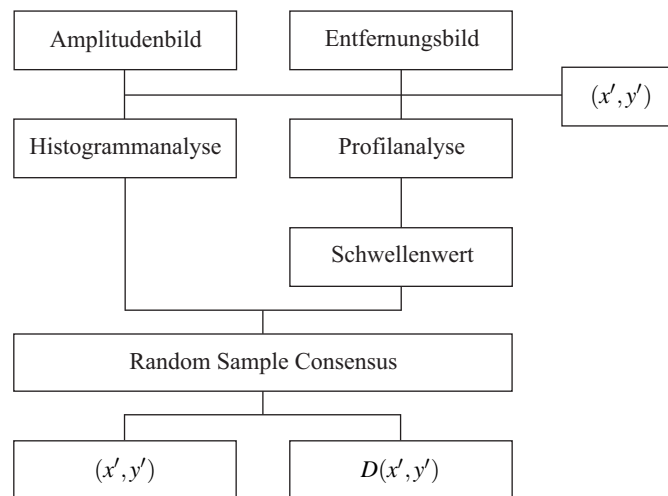 Amplitudenbild
Entfernungsbild
(x′,y′)
Histogrammanalyse
Profilanalyse
Schwellenwert
Random Sample Consensus
(x′,y′)
D(x′,y′)